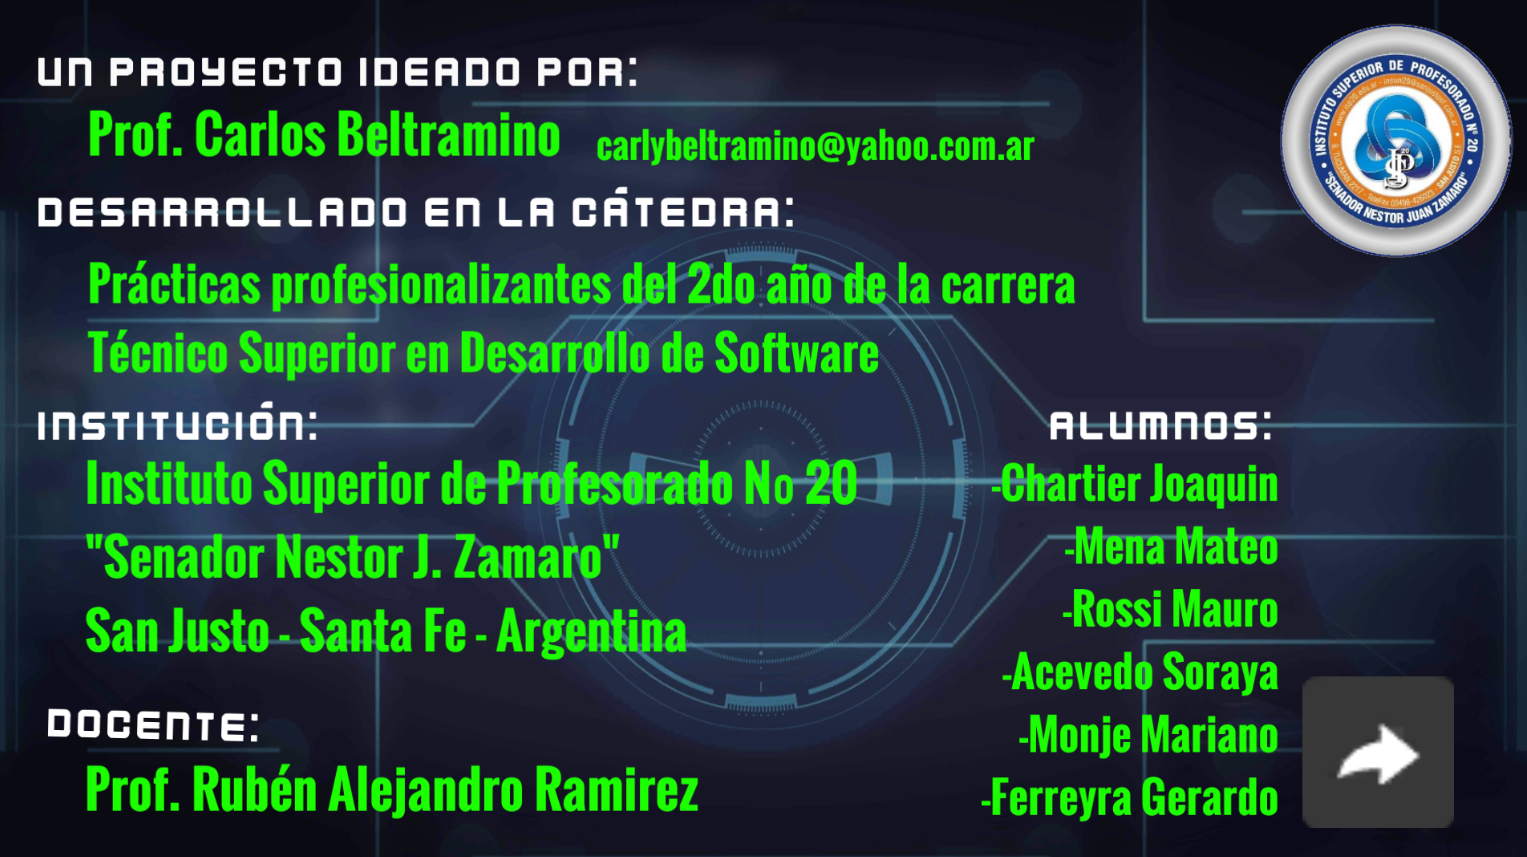 UN PROYECTO IDEADO POR:
Prof. Carlos Beltramino carlybeltramino@yahoo.com.ar
DESARROLLADO EN LA CÁTEDRA:
Prácticas profesionalizantes del 2do año de la carrera
Técnico Superior en Desarrollo de Software
INSTITUCIÓN:
Instituto Superior de Profesorado No 20
"Senador Nestor J. Zamaro"
San Justo - Santa Fe - Argentina
DOCENTE:
Prof. Rubén Alejandro Ramirez
ALUMNOS:
-Chartier Joaquin
-Mena Mateo
-Rossi Mauro
-Acevedo Soraya
-Monje Mariano
-Ferreyra Gerardo
INSTITUTO SUPERIOR DE PROFESORADO Nº 20
"SENADOR NESTOR JUAN ZAMARO"